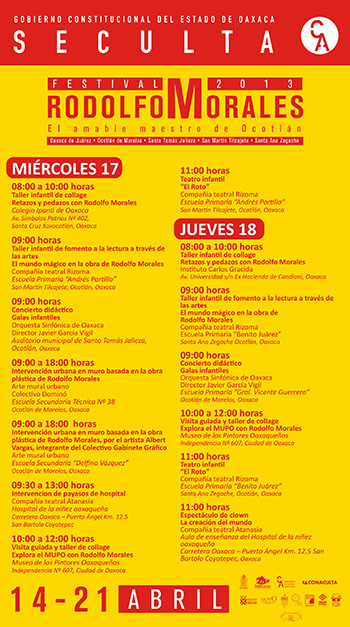 GOBIERNO CONSTITUCIONAL DEL ESTADO DE OAXACA
SECULTA
FESTIVAL 2013
RODOLFO MORALES
El amable maestro de Ocotlán
Oaxaca de Juárez • Ocotlán de Morelos • Santo Tomás Jalieza • San Martín Tilcajete • Santa Ana Zegache
MIÉRCOLES 17
08:00 a 10:00 horas
Taller infantil de collage
Retazos y pedazos con Rodolfo Morales
Colegio Ipanti de Oaxaca
Av. Símbolos Patrios Nº 402,
Santa Cruz Xoxocotlán, Oaxaca
09:00 horas
Taller infantil de fomento a la lectura a través de
las artes
El mundo mágico en la obra de Rodolfo Morales
Compañía teatral Rizoma
Escuela Primaria "Andrés Portillo"
San Martín Tilcajete, Ocotlán, Oaxaca
09:00 horas
Concierto didáctico
Galas infantiles
Orquesta Sinfónica de Oaxaca
Director Javier García Vigil
Auditorio municipal de Santo Tomás Jalieza,
Ocotlán, Oaxaca
09:00 a 18:00 horas
Intervención urbana en muro basada en la obra
plástica de Rodolfo Morales
Arte mural urbano
Colectivo Dominó
Escuela Secundaria Técnica Nº 38
Ocotlán de Morelos, Oaxaca
09:00 a 18:00 horas
Intervención urbana en muro basada en la obra
plástica de Rodolfo Morales, por el artista Albert
Vargas, integrante del Colectivo Gabinete Gráfico
Arte mural urbano
Escuela Secundaria "Delfino Vázquez"
Ocotlán de Morelos, Oaxaca
09:30 a 13:00 horas
Intervencion de payasos de hospital
Compañía teatral Atanasia
Hospital de la niñez
oaxaqueña
Carretera Oaxaca – Puerto Ángel Km. 12.5
San Bartolo Coyotepec
10:00 a 12:00 horas
Visita guiada y taller de collage
Explora el MUPO con Rodolfo Morales
Museo de los Pintores Oaxaqueños
Independencia Nº 607, Ciudad de Oaxaca
11:00 horas
Teatro infantil
"El Roto"
Compañía teatral Rizoma
Escuela Primaria "Andrés Portillo"
San Martín Tilcajete, Ocotlán, Oaxaca
JUEVES 18
08:00 a 10:00 horas
Taller infantil de collage
Retazos y pedazos con Rodolfo Morales
Instituto Carlos Gracida
Av. Universidad s/n Ex Hacienda de Candiani, Oaxaca
09:00 horas
Taller infantil de fomento a la lectura a través de
las artes
El mundo mágico en la obra de
Rodolfo Morales
Compañía teatral Rizoma
Escuela Primaria "Benito Juárez"
Santa Ana Zegache Ocotlán, Oaxaca
09:00 horas
Concierto didáctico
Galas infantiles
Orquesta Sinfónica de Oaxaca
Director Javier García Vigil
Escuela Primaria "Gral. Vicente Guerrero"
Ocotlán de Morelos, Oaxaca
10:00 a 12:00 horas
Visita guiada y taller de collage
Explora el MUPO con Rodolfo Morales
Museo de los Pintores Oaxaqueños
Independencia Nº 607, Ciudad de Oaxaca
11:00 horas
Teatro infantil
"El Roto"
Compañía teatral Rizoma
Escuela Primaria "Benito Juárez"
Santa Ana Zegache, Ocotlán, Oaxaca
11:00 horas
Espectáculo de clown
La creación del mundo
Compañía teatral Atanasia
Aula de enseñanza del Hospital de la niñez
oaxaqueña
Carretera Oaxaca – Puerto Ángel Km. 12.5 San
Bartolo Coyotepec, Oaxaca
CONACULTA
14-21 ABRIL